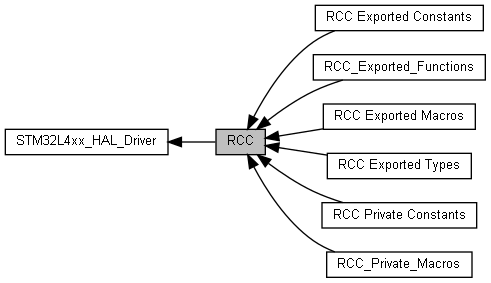 RCC Exported Constants
RCC_Exported_Functions
RCC Exported Macros
STM32L4xx_HAL_Driver
RCC
RCC Exported Types
RCC Private Constants
RCC_Private_Macros